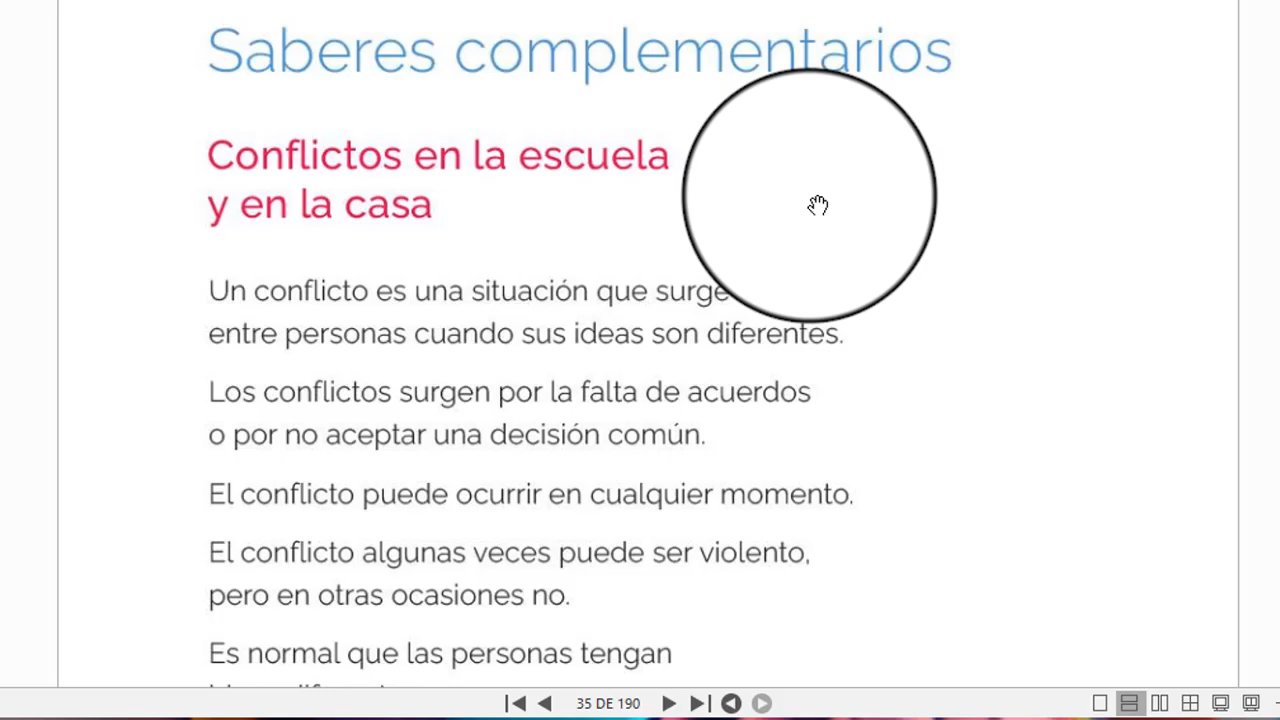 Saberes complementarios
Conflictos en la escuela
y en la casa
Un conflicto es una situación que surge
entre personas cuando sus ideas son diferentes.
Los conflictos surgen por la falta de acuerdos
o por no aceptar una decisión común.
El conflicto puede ocurrir en cualquier momento.
El conflicto algunas veces puede ser violento,
pero en otras ocasiones no.
Es normal que las personas tengan
35 DE 190